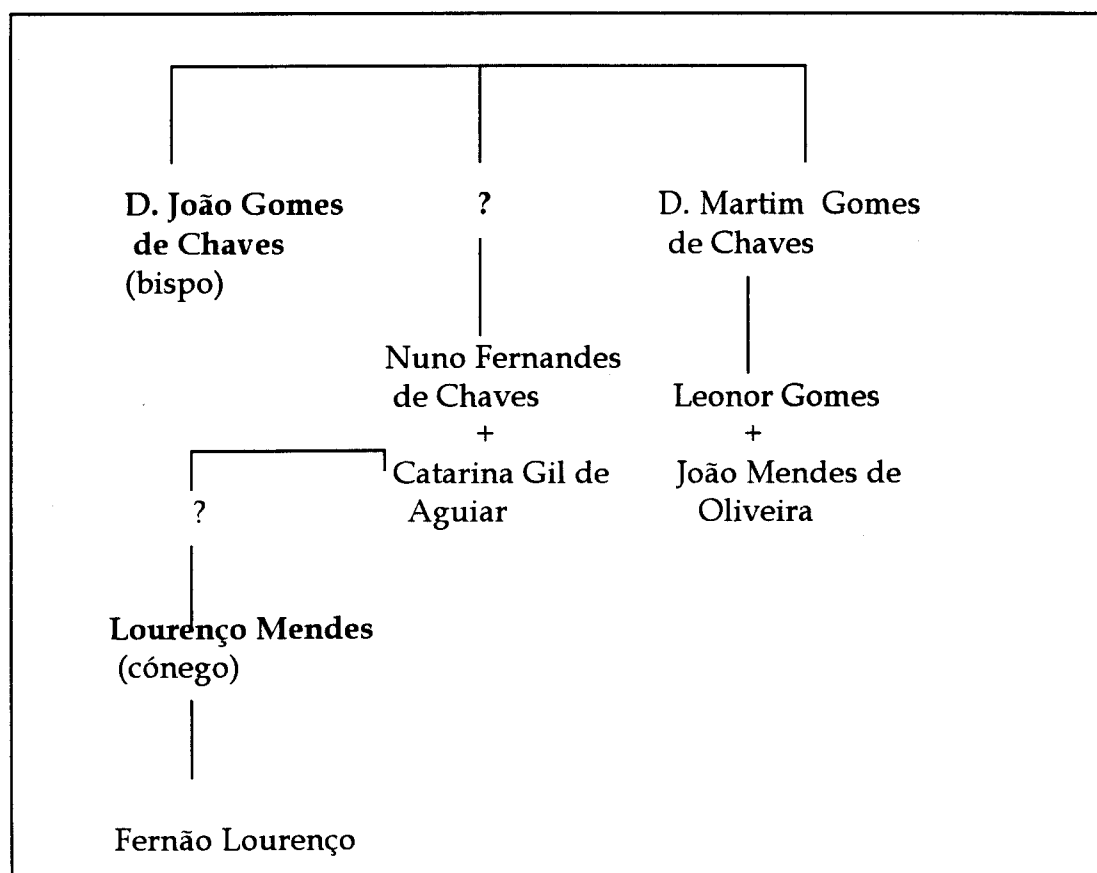 D. João Gomes
de Chaves
(bispo)
?
D. Martim Gomes
de Chaves
Nuno Fernandes
de Chaves
+
Catarina Gil de
Aguiar
Leonor Gomes
+
João Mendes de
Oliveira
?
Lourenço Mendes
(cónego)
Fernão Lourenço